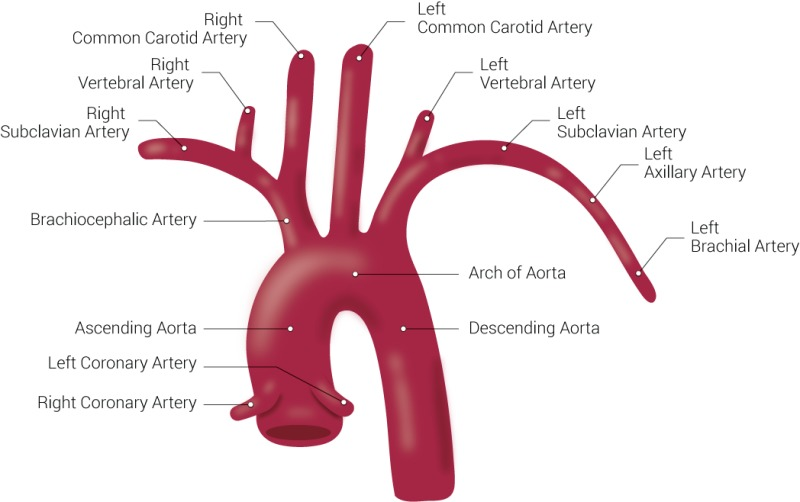 Right
Common Carotid Artery
Left
Common Carotid Artery
Right
Vertebral Artery
Left
Vertebral Artery
Right
Subclavian Artery
Left
Subclavian Artery
Left
Axillary Artery
Brachiocephalic Artery
Left
Brachial Artery
Arch of Aorta
Ascending Aorta
Descending Aorta
Left Coronary Artery
Right Coronary Artery